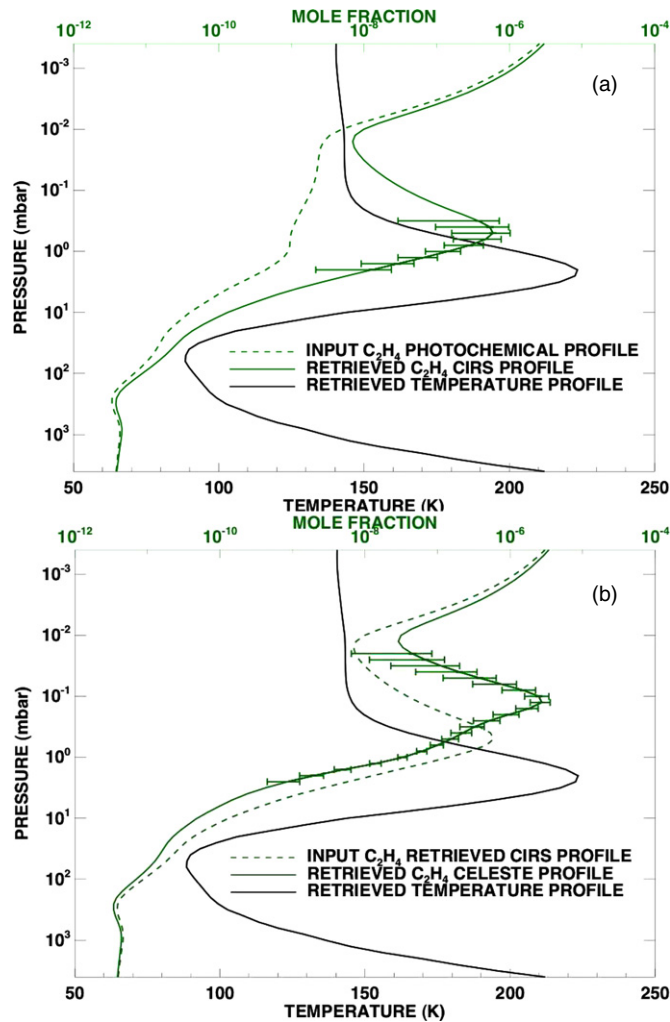 MOLE FRACTION
10⁻¹² 10⁻¹⁰ 10⁻⁸ 10⁻⁶ 10⁻⁴
(a)
10⁻³
10⁻²
10⁻¹
10⁰
10¹
10²
10³
PRESSURE (mbar)
INPUT C₂H₄ PHOTOCHEMICAL PROFILE
RETRIEVED C₂H₄ CIRS PROFILE
RETRIEVED TEMPERATURE PROFILE
50 100 150 200 250
TEMPERATURE (K)
MOLE FRACTION
10⁻¹² 10⁻¹⁰ 10⁻⁸ 10⁻⁶ 10⁻⁴
(b)
10⁻³
10⁻²
10⁻¹
10⁰
10¹
10²
10³
PRESSURE (mbar)
INPUT C₂H₄ RETRIEVED CIRS PROFILE
RETRIEVED C₂H₄ CELESTE PROFILE
RETRIEVED TEMPERATURE PROFILE
50 100 150 200 250
TEMPERATURE (K)